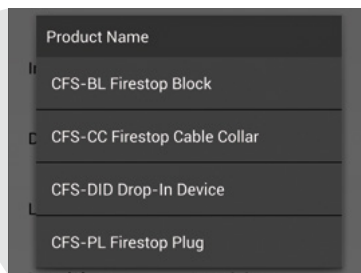 Product Name
CFS-BL Firestop Block
CFS-CC Firestop Cable Collar
CFS-DID Drop-In Device
CFS-PL Firestop Plug